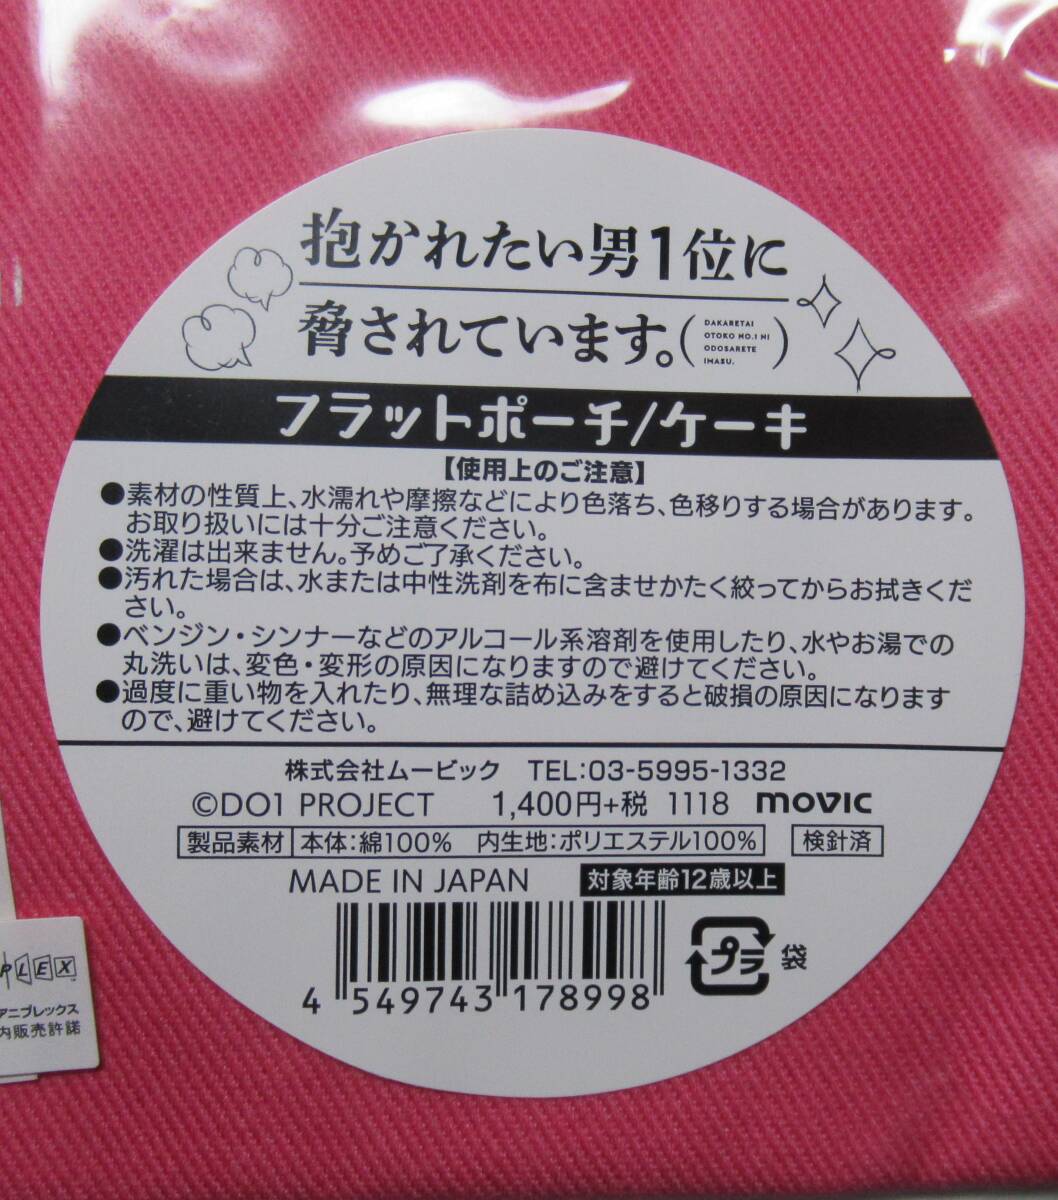 抱かれたい男1位に
脅されています。
(DAKARETAI
OTOKO NO.1 NI
ODOSARETE
IMASU.)
フラットポーチ/ケーキ
【使用上のご注意】
●素材の性質上、水濡れや摩擦などにより色落ち、色移りする場合があります。
お取り扱いには十分ご注意ください。
●洗濯は出来ません。予めご了承ください。
●汚れた場合は、水または中性洗剤を布に含ませかたく絞ってからお拭きくだ
さい。
●ベンジン・シンナーなどのアルコール系溶剤を使用したり、水やお湯での
丸洗いは、変色・変形の原因になりますので避けてください。
●過度に重い物を入れたり、無理な詰め込みをすると破損の原因になります
ので、避けてください。
株式会社ムービック TEL:03-5995-1332
©DO1 PROJECT 1,400円+税 1118 movic
製品素材 本体:綿100% 内生地:ポリエステル100% 検針済
MADE IN JAPAN 対象年齢12歳以上
4 549743 178998
プラ 袋
PLEX
アニプレックス
内販売許諾